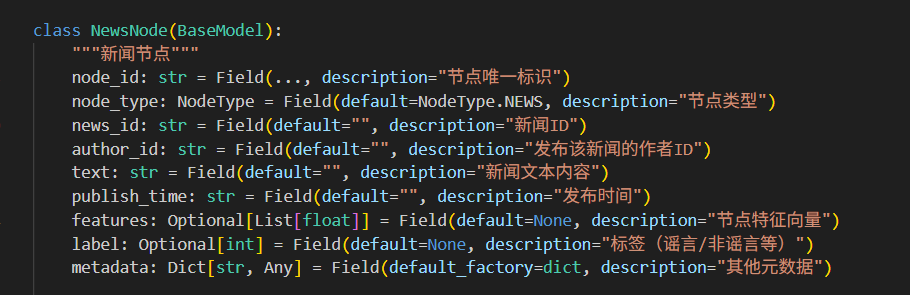 class NewsNode(BaseModel):
    """新闻节点"""
    node_id: str = Field(..., description="节点唯一标识")
    node_type: NodeType = Field(default=NodeType.NEWS, description="节点类型")
    news_id: str = Field(default="", description="新闻ID")
    author_id: str = Field(default="", description="发布该新闻的作者ID")
    text: str = Field(default="", description="新闻文本内容")
    publish_time: str = Field(default="", description="发布时间")
    features: Optional[List[float]] = Field(default=None, description="节点特征向量")
    label: Optional[int] = Field(default=None, description="标签（谣言/非谣言等）")
    metadata: Dict[str, Any] = Field(default_factory=dict, description="其他元数据")